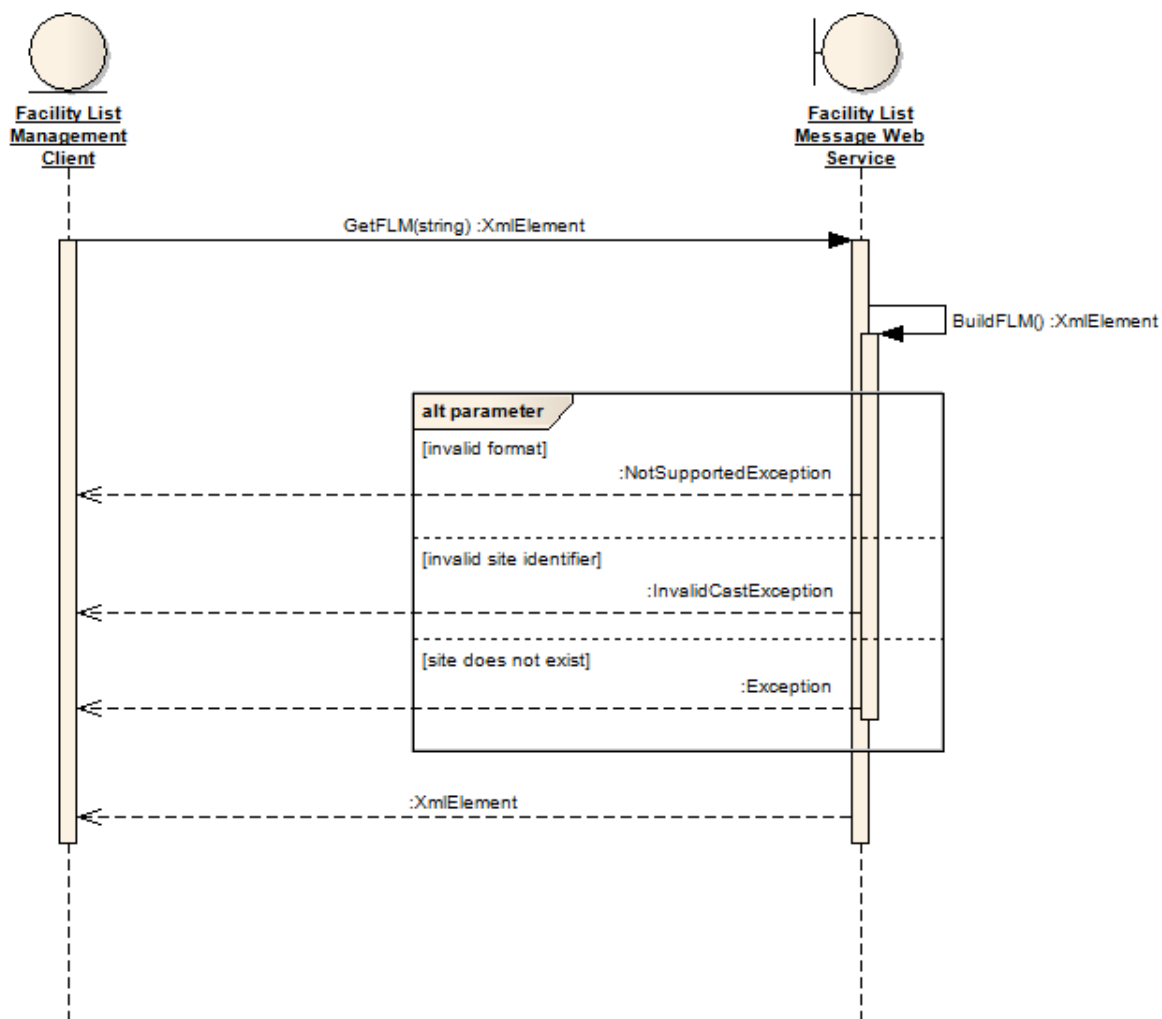 Facility List
Management
Client
Facility List
Message Web
Service
GetFLM(string) :XmlElement
BuildFLM() :XmlElement
alt parameter
[invalid format]
:NotSupportedException
[invalid site identifier]
:InvalidCastException
[site does not exist]
:Exception
:XmlElement